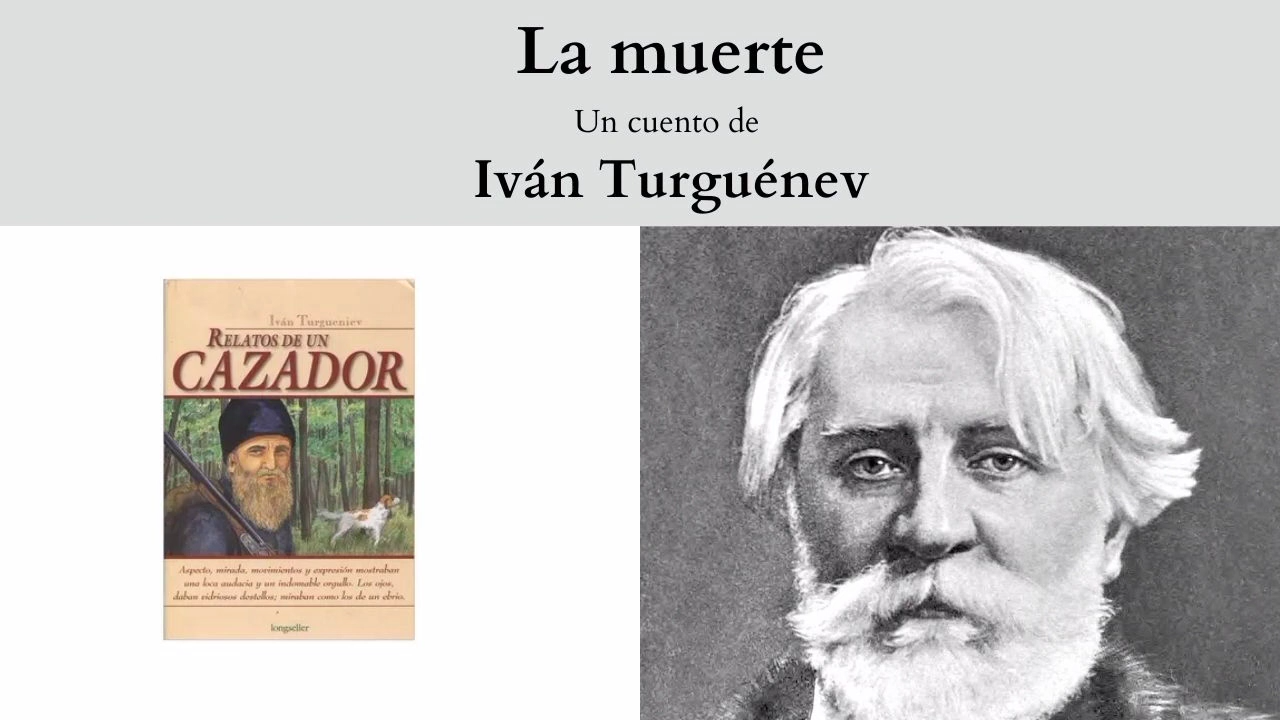 La muerte
Un cuento de
Iván Turguénev
Iván Turgueniev
RELATOS DE UN
CAZADOR
Aspecto, mirada, movimientos y expresión mostraban
una loca audacia y un indomable orgullo. Los ojos,
daban vidriosos destellos; miraban como los de un ebrio.
longseller